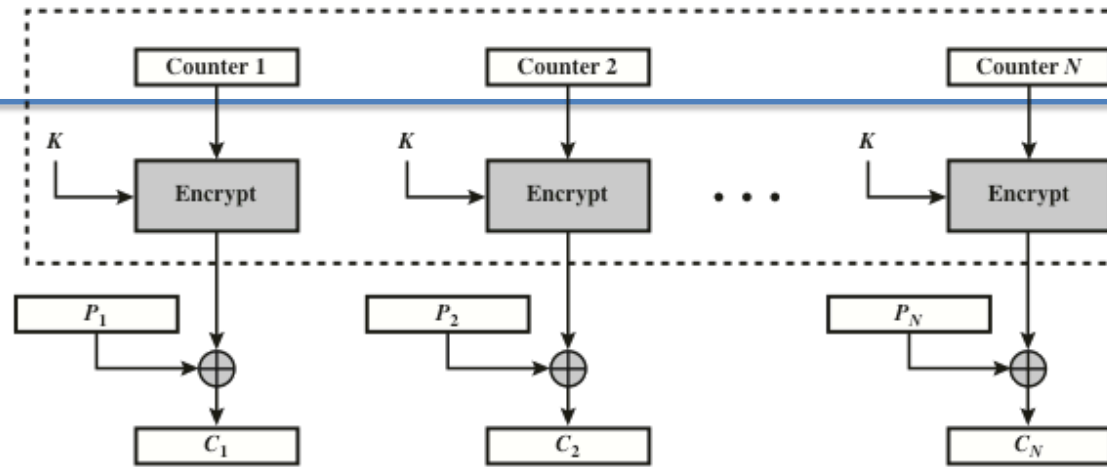 Counter 1 Counter 2 Counter N
K K K
Encrypt Encrypt • • • Encrypt
P1 P2 PN
C1 C2 CN